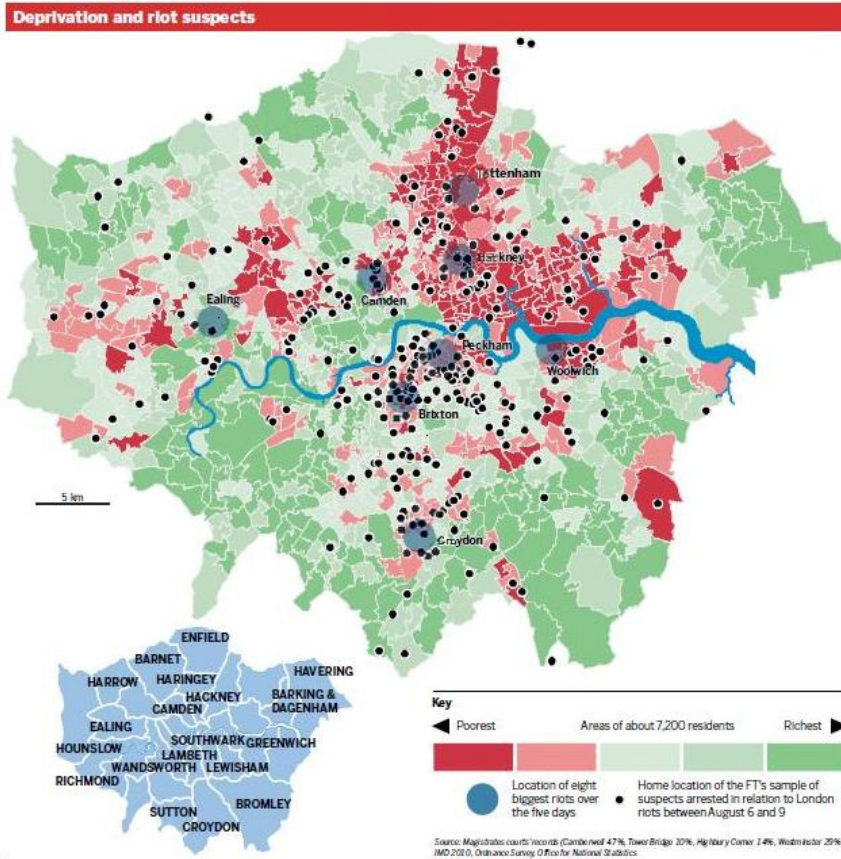 Deprivation and riot suspects
Tottenham
Hackney
Ealing
Camden
Peckham
Woolwich
Brixton
5 km
Croydon
ENFIELD
BARNET
HAVERING
HARROW
HARINGEY
HACKNEY
BARKING &
DAGENHAM
CAMDEN
EALING
HOUNSLOW
SOUTHWARK
GREENWICH
LAMBETH
WANDSWORTH
LEWISHAM
RICHMOND
BROMLEY
SUTTON
CROYDON
Key
Poorest
Areas of about 7,200 residents
Richest
Location of eight
biggest riots over
the five days
Home location of the FT's sample of
suspects arrested in relation to London
riots between August 6 and 9
Source: Magistrates courts' records (Camberwell 47%, Tower Bridge 10%, Highbury Corner 14%, Westminster 29%
IMD 2010, Ordnance Survey, Office for National Statistics